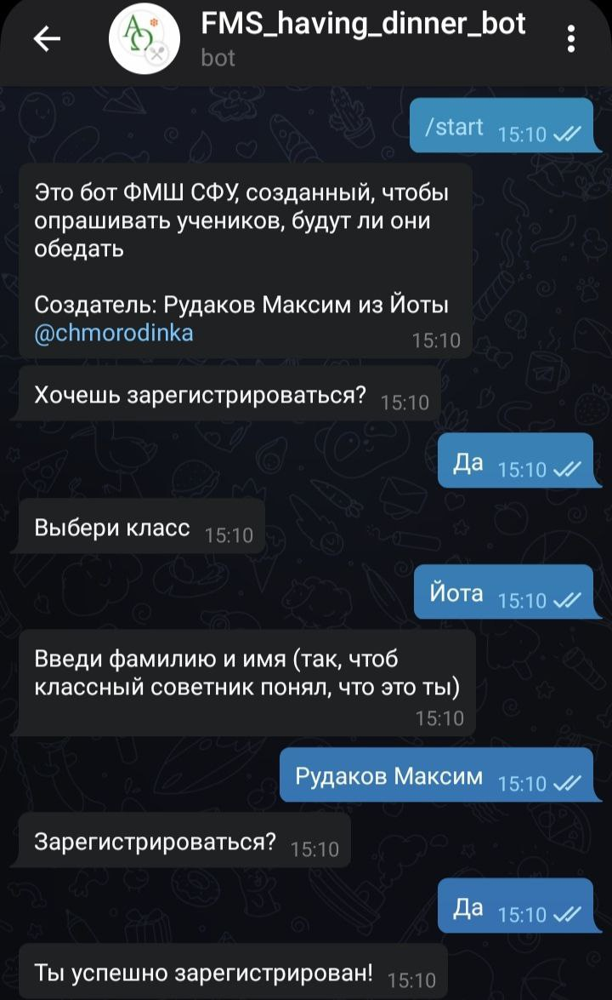 FMS_having_dinner_bot
bot
/start 15:10
Это бот ФМШ СФУ, созданный, чтобы
опрашивать учеников, будут ли они
обедать
Создатель: Рудаков Максим из Йоты
@chmorodinka 15:10
Хочешь зарегистрироваться? 15:10
Да 15:10
Выбери класс 15:10
Йота 15:10
Введи фамилию и имя (так, чтоб
классный советник понял, что это ты)
15:10
Рудаков Максим 15:10
Зарегистрироваться? 15:10
Да 15:10
Ты успешно зарегистрирован! 15:10